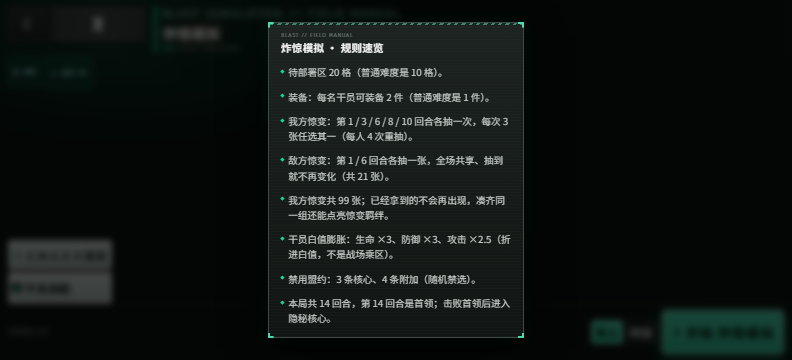 BLAST // FIELD MANUAL
炸惊模拟 · 规则速览
待部署区 20 格（普通难度是 10 格）。
装备：每名干员可装备 2 件（普通难度是 1 件）。
我方惊变：第 1 / 3 / 6 / 8 / 10 回合各抽一次，每次 3
张任选其一（每人 4 次重抽）。
敌方惊变：第 1 / 6 回合各抽一张，全场共享、抽到
就不再变化（共 21 张）。
我方惊变共 99 张；已经拿到的不会再出现，凑齐同
一组还能点亮惊变羁绊。
干员白值膨胀：生命 ×3、防御 ×3、攻击 ×2.5（折
进白值，不是战场乘区）。
禁用盟约：3 条核心、4 条附加（随机禁选）。
本局共 14 回合，第 14 回合是首领；击败首领后进入
隐秘核心。